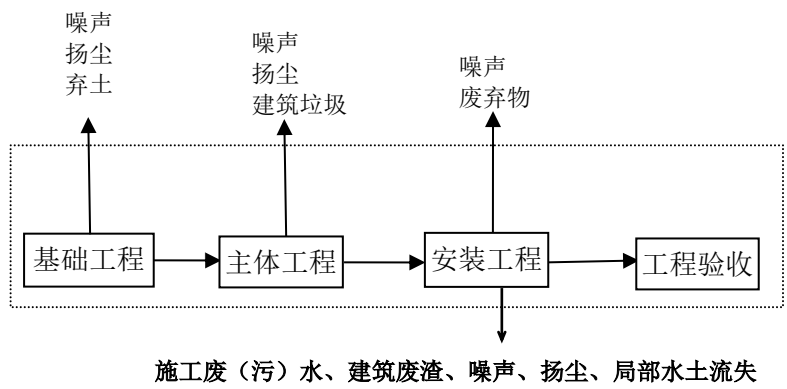 噪声
扬尘
弃土
噪声
扬尘
建筑垃圾
噪声
废弃物
基础工程
主体工程
安装工程
工程验收
施工废（污）水、建筑废渣、噪声、扬尘、局部水土流失